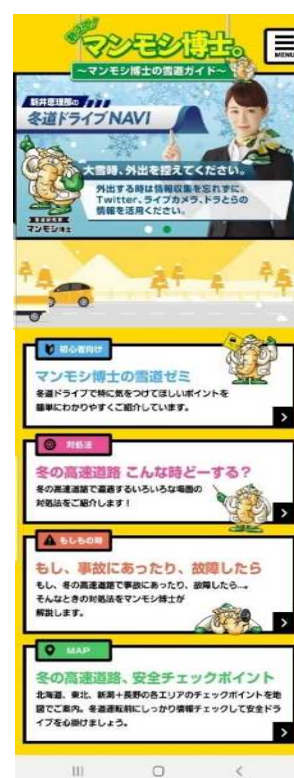 マンモシ博士。
MENU
～マンモシ博士の雪道ガイド～
新井恵理那の
冬道ドライブNAVI
大雪時、外出を控えてください。
外出する時は情報収集を忘れずに。
Twitter、ライブカメラ、ドラとらの
情報を活用ください。
マンモシ博士
初心者向け
マンモシ博士の雪道ゼミ
冬道ドライブで特に気をつけてほしいポイントを
簡単にわかりやすくご紹介しています。
対処法
冬の高速道路 こんな時どーする？
冬の高速道路で遭遇するいろいろな場面の
対処法をご紹介します！
もしもの時
もし、事故にあったり、故障したら
もし、冬の高速道路で事故にあったり、故障したら…。
そんなときの対処法をマンモシ博士が
解説します。
MAP
冬の高速道路、安全チェックポイント
北海道、東北、新潟+長野の各エリアのチェックポイントを地
図でご案内。冬道運転前にしっかり情報チェックして安全ドラ
イブを心掛けましょう。